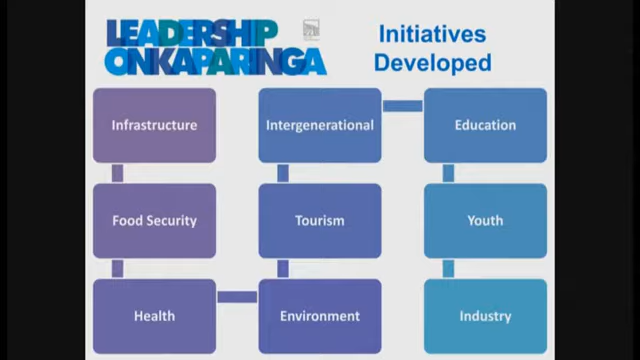 LEADERSHIP
ONKAPARINGA
Initiatives
Developed
Infrastructure
Food Security
Health
Environment
Tourism
Intergenerational
Education
Youth
Industry